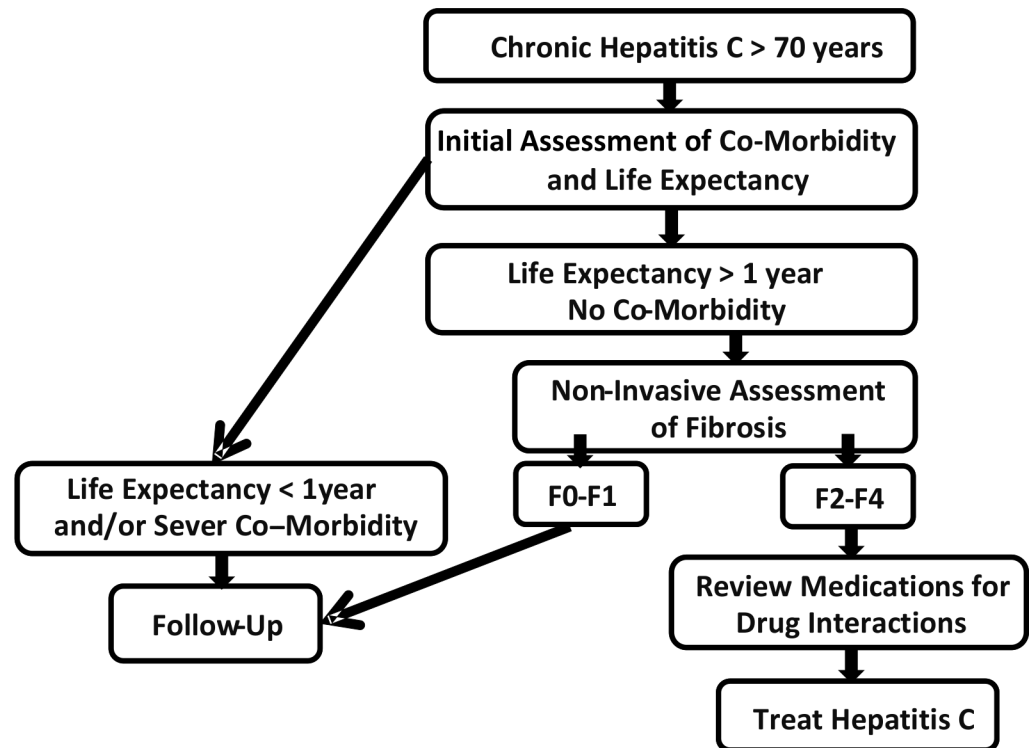 Chronic Hepatitis C > 70 years
Initial Assessment of Co-Morbidity
and Life Expectancy
Life Expectancy > 1 year
No Co-Morbidity
Non-Invasive Assessment
of Fibrosis
Life Expectancy < 1year
and/or Sever Co–Morbidity
F0-F1
F2-F4
Follow-Up
Review Medications for
Drug Interactions
Treat Hepatitis C